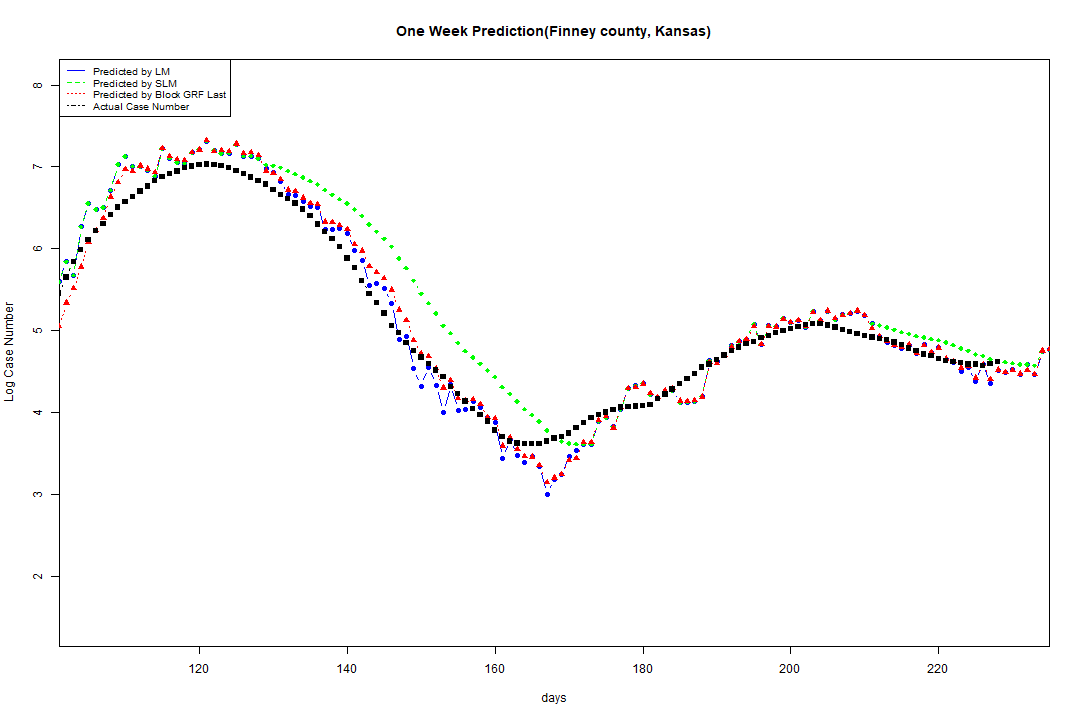 One Week Prediction(Finney county, Kansas)
Predicted by LM
Predicted by SLM
Predicted by Block GRF Last
Actual Case Number
Log Case Number
8
7
6
5
4
3
2
120 140 160 180 200 220
days